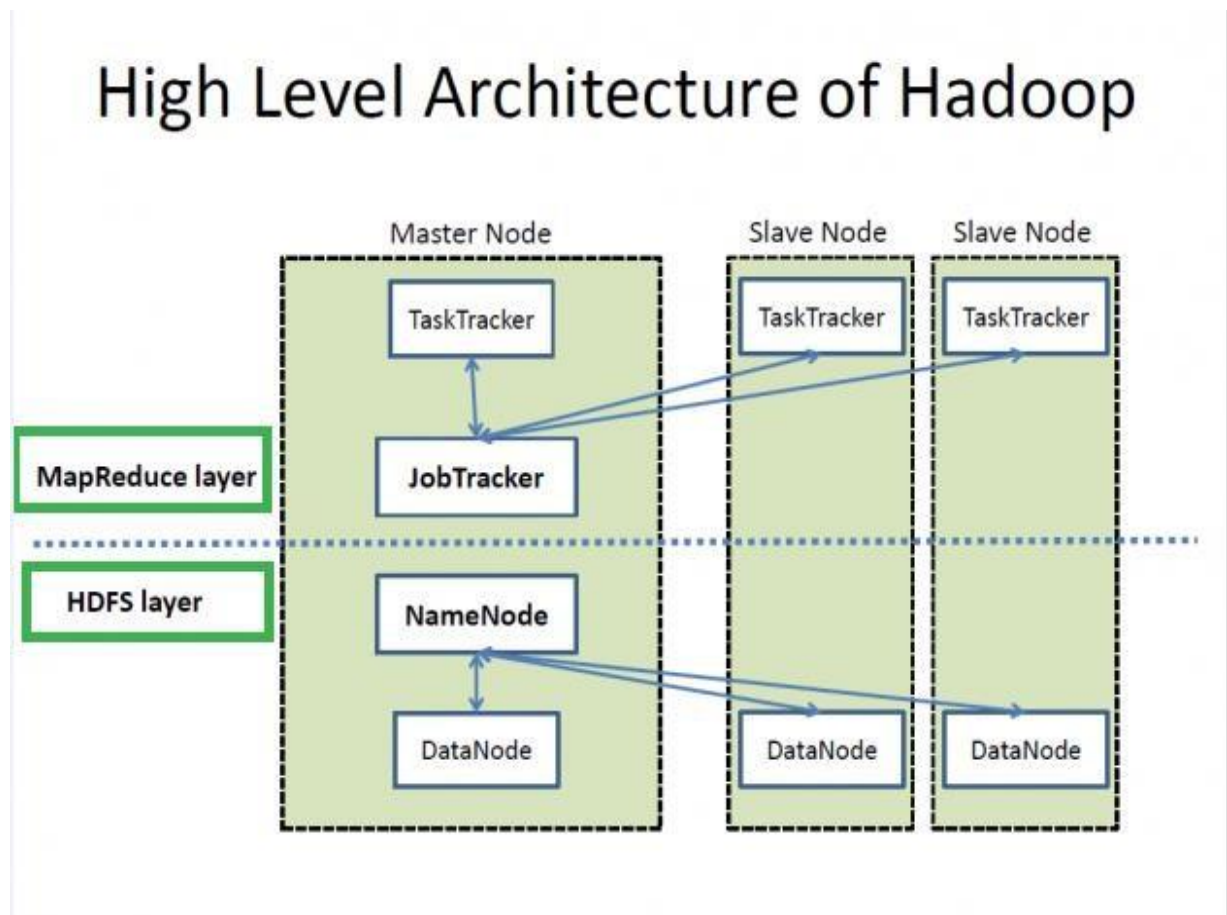 High Level Architecture of Hadoop
Master Node
Slave Node
Slave Node
TaskTracker
TaskTracker
TaskTracker
MapReduce layer
JobTracker
HDFS layer
NameNode
DataNode
DataNode
DataNode